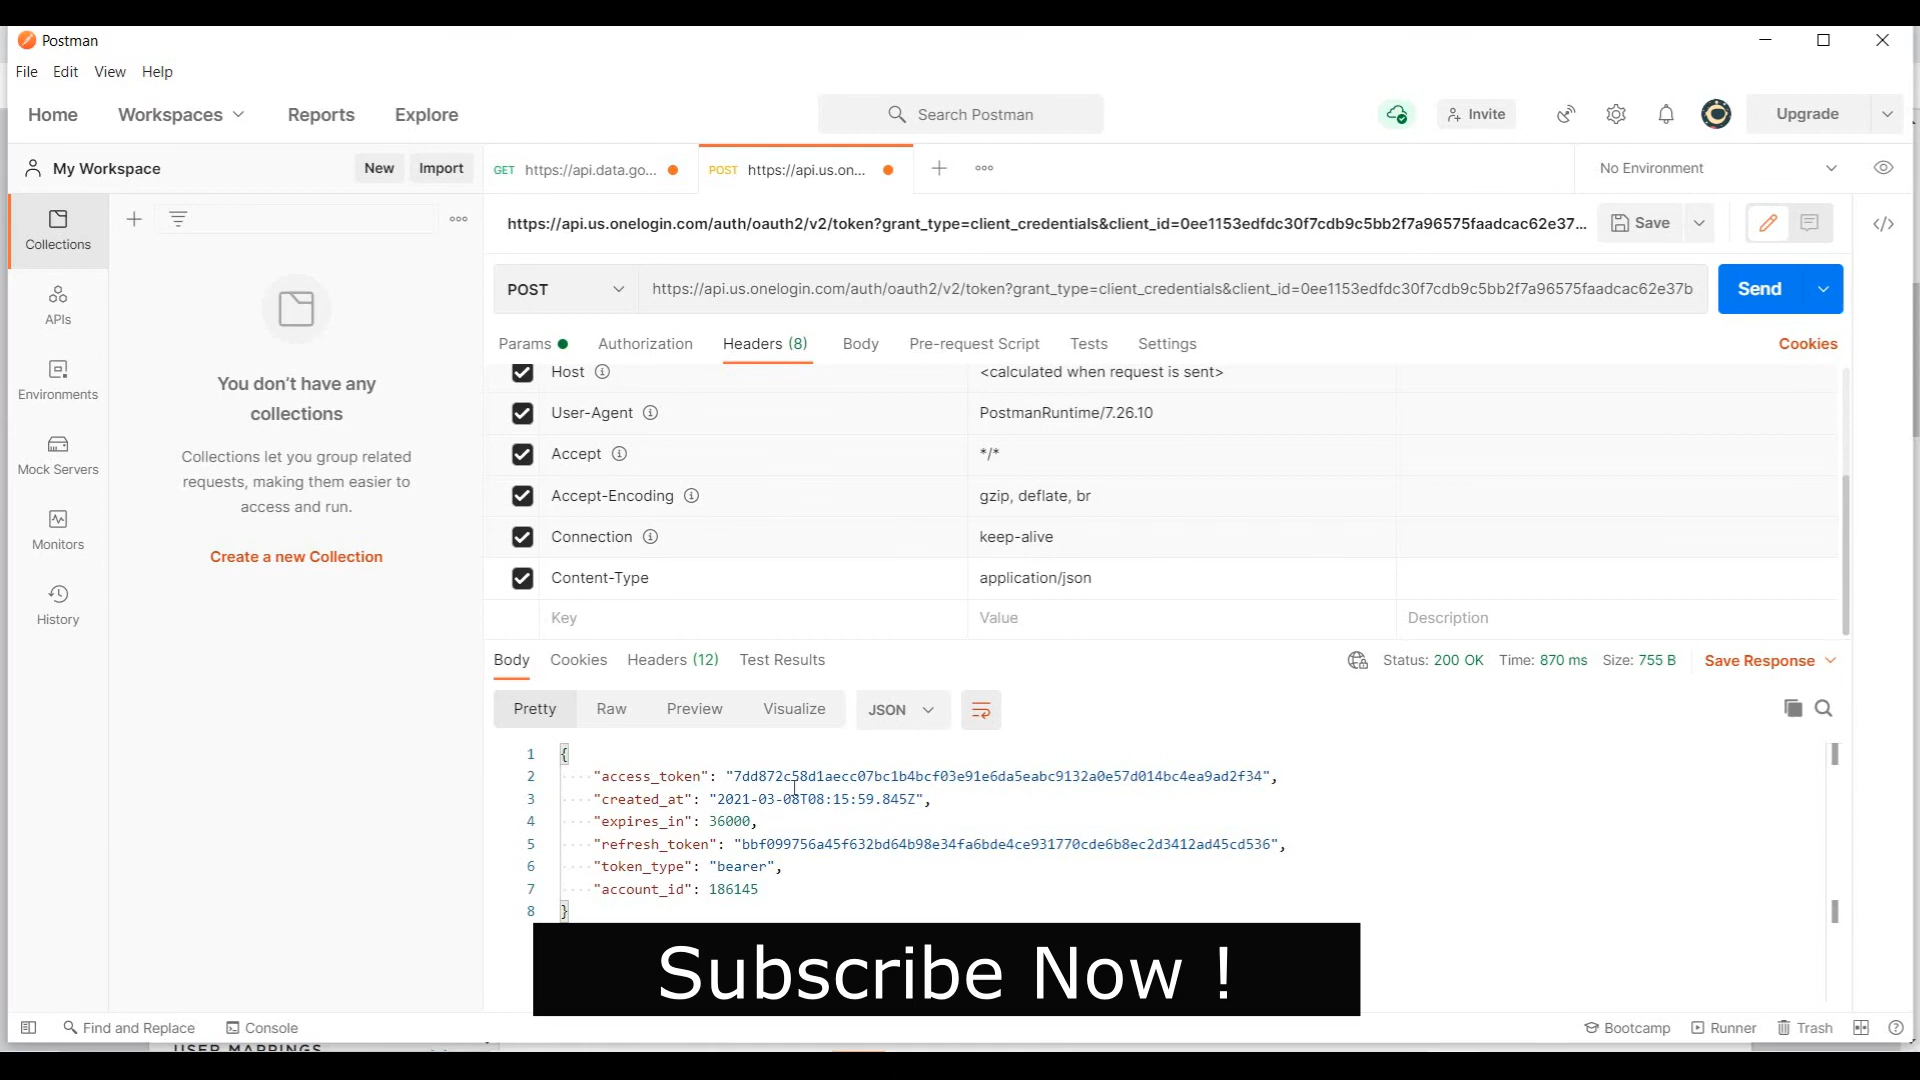 Postman
File Edit View Help
Home Workspaces Reports Explore Search Postman Invite Upgrade
My Workspace New Import GET https://api.data.go... POST https://api.us.on... No Environment
https://api.us.onelogin.com/auth/oauth2/v2/token?grant_type=client_credentials&client_id=0ee1153edfdc30f7cdb9c5bb2f7a96575faadcac62e37... Save
POST https://api.us.onelogin.com/auth/oauth2/v2/token?grant_type=client_credentials&client_id=0ee1153edfdc30f7cdb9c5bb2f7a96575faadcac62e37b Send
Collections
APIs
Environments
Mock Servers
Monitors
History
You don't have any
collections
Collections let you group related
requests, making them easier to
access and run.
Create a new Collection
Params Authorization Headers (8) Body Pre-request Script Tests Settings Cookies
Host <calculated when request is sent>
User-Agent PostmanRuntime/7.26.10
Accept */*
Accept-Encoding gzip, deflate, br
Connection keep-alive
Content-Type application/json
Key Value Description
Body Cookies Headers (12) Test Results Status: 200 OK Time: 870 ms Size: 755 B Save Response
Pretty Raw Preview Visualize JSON
1 {
2 "access_token": "7dd872c58d1aecc07bc1b4bcf03e91e6da5eabc9132a0e57d014bc4ea9ad2f34",
3 "created_at": "2021-03-08T08:15:59.845Z",
4 "expires_in": 36000,
5 "refresh_token": "bbf099756a45f632bd64b98e34fa6bde4ce931770cde6b8ec2d3412ad45cd536",
6 "token_type": "bearer",
7 "account_id": 186145
8 }
Subscribe Now !
Find and Replace Console Bootcamp Runner Trash
USER MAPPINGS